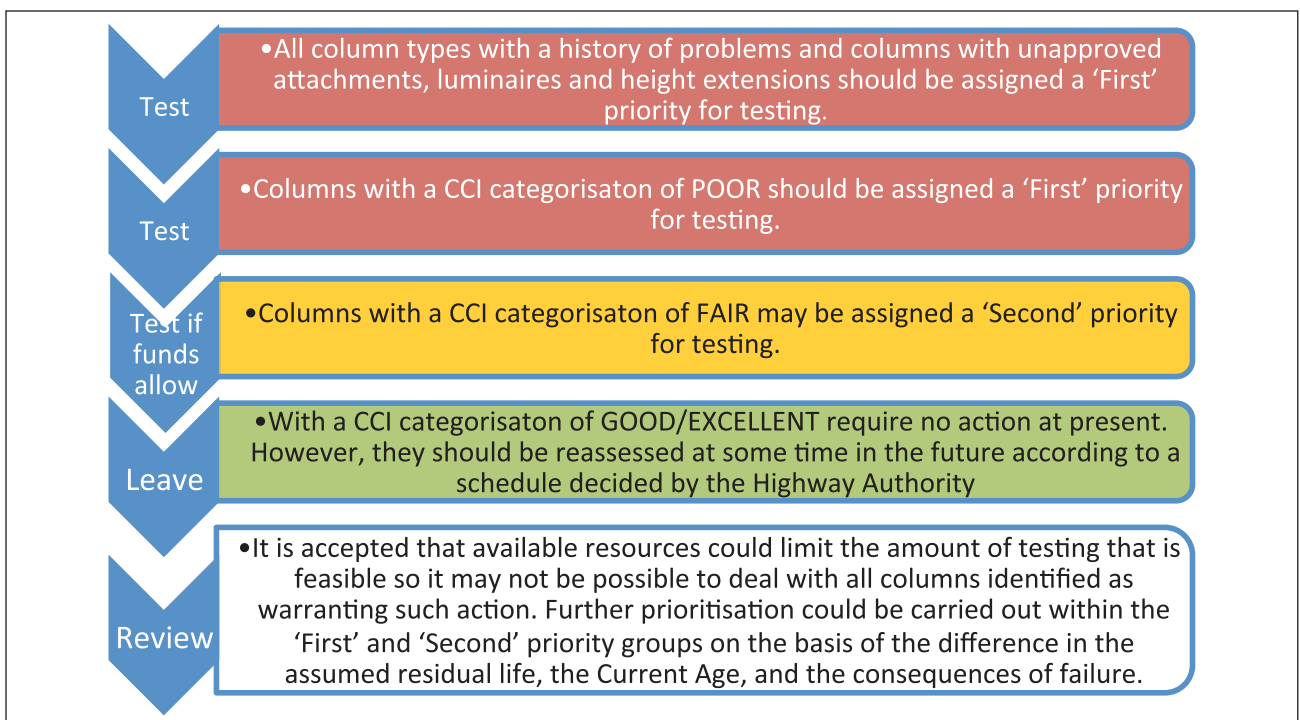 Test
•All column types with a history of problems and columns with unapproved
attachments, luminaires and height extensions should be assigned a ‘First’
priority for testing.
Test
•Columns with a CCI categorisaton of POOR should be assigned a ‘First’ priority
for testing.
Test if
funds
allow
•Columns with a CCI categorisaton of FAIR may be assigned a ‘Second’ priority
for testing.
Leave
•With a CCI categorisaton of GOOD/EXCELLENT require no action at present.
However, they should be reassessed at some time in the future according to a
schedule decided by the Highway Authority
Review
•It is accepted that available resources could limit the amount of testing that is
feasible so it may not be possible to deal with all columns identified as
warranting such action. Further prioritisation could be carried out within the
‘First’ and ‘Second’ priority groups on the basis of the difference in the
assumed residual life, the Current Age, and the consequences of failure.